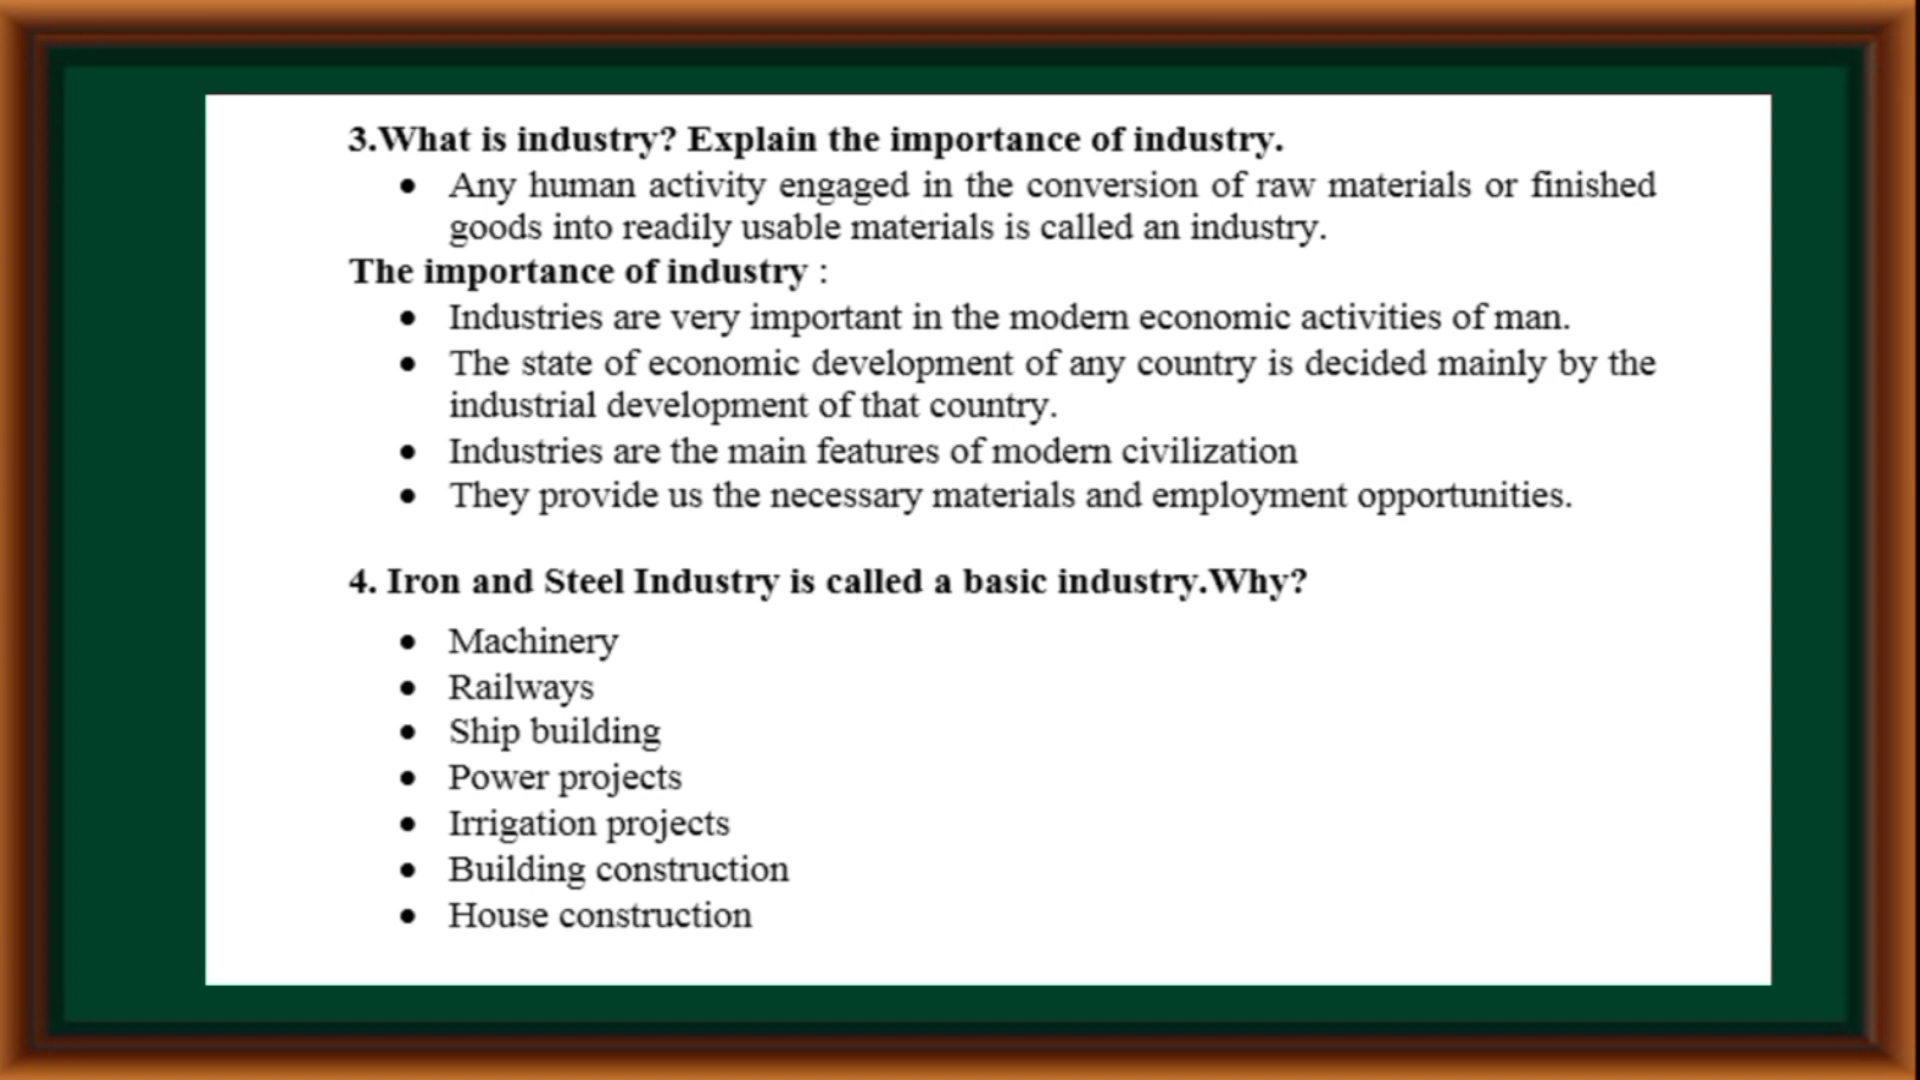 3.What is industry? Explain the importance of industry.
● Any human activity engaged in the conversion of raw materials or finished
goods into readily usable materials is called an industry.
The importance of industry :
● Industries are very important in the modern economic activities of man.
● The state of economic development of any country is decided mainly by the
industrial development of that country.
● Industries are the main features of modern civilization
● They provide us the necessary materials and employment opportunities.
4. Iron and Steel Industry is called a basic industry.Why?
● Machinery
● Railways
● Ship building
● Power projects
● Irrigation projects
● Building construction
● House construction